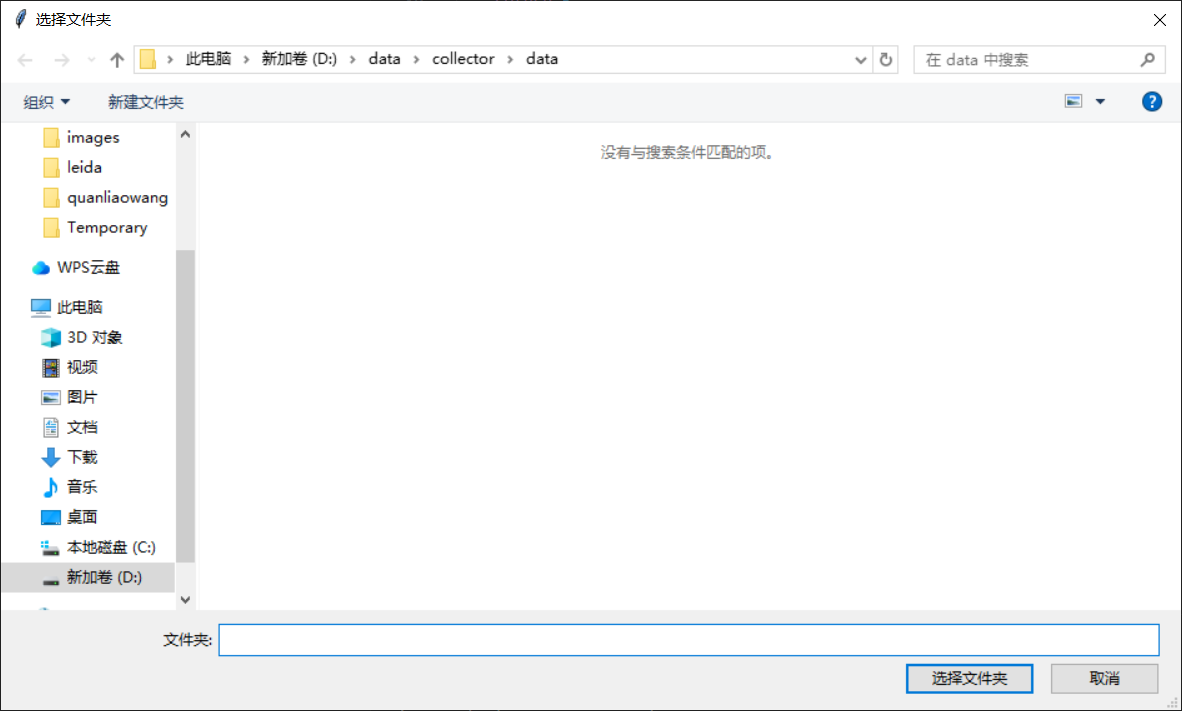 选择文件夹
此电脑 › 新加卷 (D:) › data › collector › data
在 data 中搜索
组织
新建文件夹
images
leida
quanliaowang
Temporary
WPS云盘
此电脑
3D 对象
视频
图片
文档
下载
音乐
桌面
本地磁盘 (C:)
新加卷 (D:)
没有与搜索条件匹配的项。
文件夹:
选择文件夹
取消